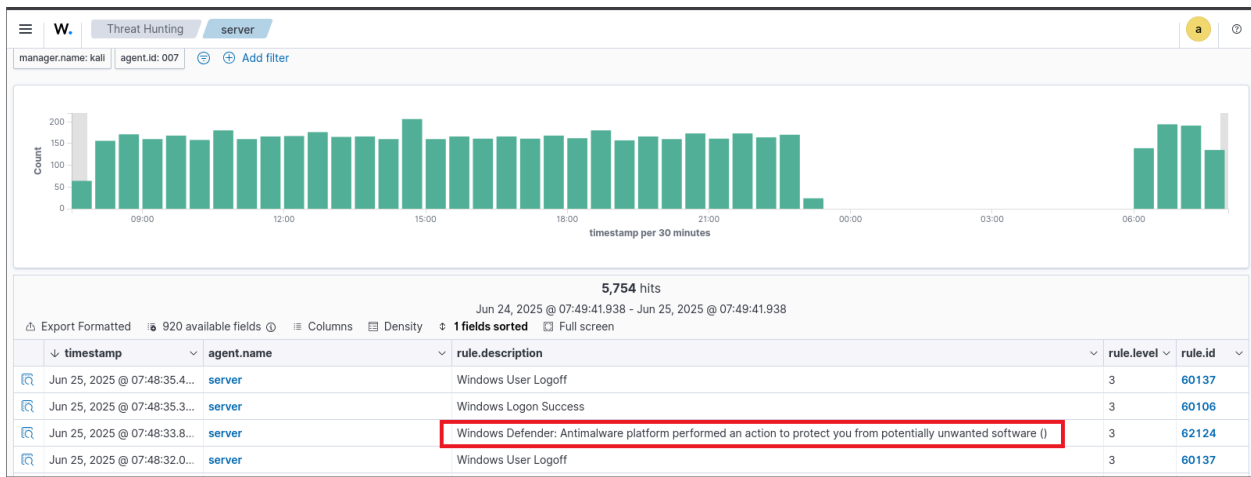 W. Threat Hunting server a
manager.name: kali agent.id: 007 Add filter
200
150
100
50
0
Count
09:00 12:00 15:00 18:00 21:00 00:00 03:00 06:00
timestamp per 30 minutes
5,754 hits
Jun 24, 2025 @ 07:49:41.938 - Jun 25, 2025 @ 07:49:41.938
Export Formatted 920 available fields Columns Density 1 fields sorted Full screen
timestamp agent.name rule.description rule.level rule.id
Jun 25, 2025 @ 07:48:35.4... server Windows User Logoff 3 60137
Jun 25, 2025 @ 07:48:35.3... server Windows Logon Success 3 60106
Jun 25, 2025 @ 07:48:33.8... server Windows Defender: Antimalware platform performed an action to protect you from potentially unwanted software () 3 62124
Jun 25, 2025 @ 07:48:32.0... server Windows User Logoff 3 60137